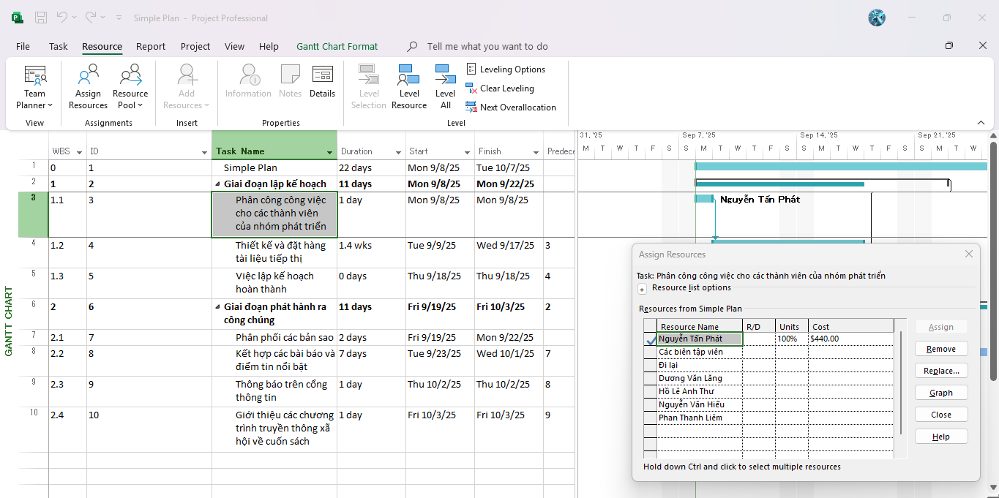 Simple Plan - Project Professional
File Task Resource Report Project View Help Gantt Chart Format Tell me what you want to do
Team Planner
Assign Resources
Resource Pool
Add Resources
Information
Notes
Details
Level Selection
Level Resource
Level All
Leveling Options
Clear Leveling
Next Overallocation
View Assignments Insert Properties Level
GANTT CHART
WBS ID Task Name Duration Start Finish Predece
31, '25 Sep 7, '25 Sep 14, '25 Sep 21, '25
M T W T F S S M T W T F S S M T W T F S S M T W
1 0 1 Simple Plan 22 days Mon 9/8/25 Tue 10/7/25
2 1 2 Giai đoạn lập kế hoạch 11 days Mon 9/8/25 Mon 9/22/25
3 1.1 3 Phân công công việc 1 day Mon 9/8/25 Mon 9/8/25
cho các thành viên
của nhóm phát triển
Nguyễn Tấn Phát
4 1.2 4 Thiết kế và đặt hàng 1.4 wks Tue 9/9/25 Wed 9/17/25 3
tài liệu tiếp thị
5 1.3 5 Việc lập kế hoạch 0 days Thu 9/18/25 Thu 9/18/25 4
hoàn thành
6 2 6 Giai đoạn phát hành ra 11 days Fri 9/19/25 Fri 10/3/25 2
công chúng
7 2.1 7 Phân phối các bản sao 2 days Fri 9/19/25 Mon 9/22/25
8 2.2 8 Kết hợp các bài báo và 7 days Tue 9/23/25 Wed 10/1/25 7
điểm tin nổi bật
9 2.3 9 Thông báo trên cổng 1 day Thu 10/2/25 Thu 10/2/25 8
thông tin
10 2.4 10 Giới thiệu các chương 1 day Fri 10/3/25 Fri 10/3/25 9
trình truyền thông xã
hội về cuốn sách
Assign Resources
Task: Phân công công việc cho các thành viên của nhóm phát triển
+ Resource list options
Resources from Simple Plan
Resource Name R/D Units Cost
Nguyễn Tấn Phát 100% $440.00
Các biên tập viên
Đi lại
Dương Văn Lăng
Hồ Lê Anh Thư
Nguyễn Văn Hiếu
Phan Thanh Liêm
Assign
Remove
Replace...
Graph
Close
Help
Hold down Ctrl and click to select multiple resources